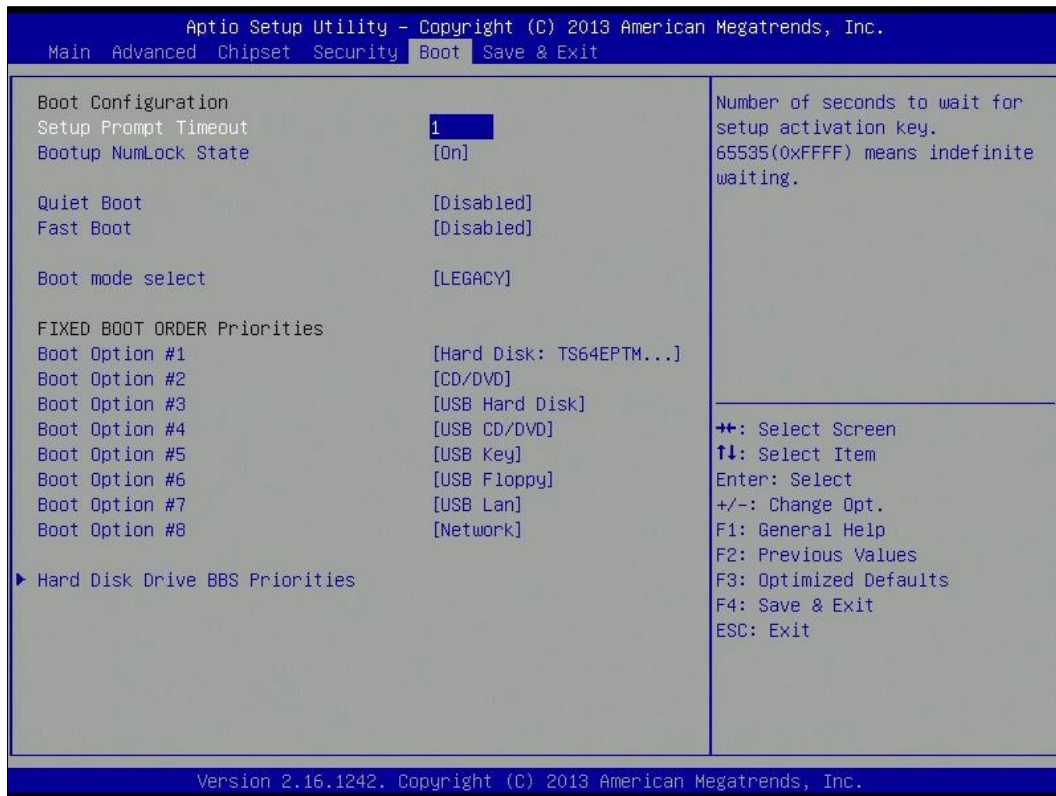 Aptio Setup Utility – Copyright (C) 2013 American Megatrends, Inc.
Main Advanced Chipset Security Boot Save & Exit
Boot Configuration
Setup Prompt Timeout 1
Bootup NumLock State [On]
Quiet Boot [Disabled]
Fast Boot [Disabled]
Boot mode select [LEGACY]
FIXED BOOT ORDER Priorities
Boot Option #1 [Hard Disk: TS64EPTM...]
Boot Option #2 [CD/DVD]
Boot Option #3 [USB Hard Disk]
Boot Option #4 [USB CD/DVD]
Boot Option #5 [USB Key]
Boot Option #6 [USB Floppy]
Boot Option #7 [USB Lan]
Boot Option #8 [Network]
▶ Hard Disk Drive BBS Priorities
Number of seconds to wait for
setup activation key.
65535(0xFFFF) means indefinite
waiting.
→←: Select Screen
↑↓: Select Item
Enter: Select
+/-: Change Opt.
F1: General Help
F2: Previous Values
F3: Optimized Defaults
F4: Save & Exit
ESC: Exit
Version 2.16.1242. Copyright (C) 2013 American Megatrends, Inc.